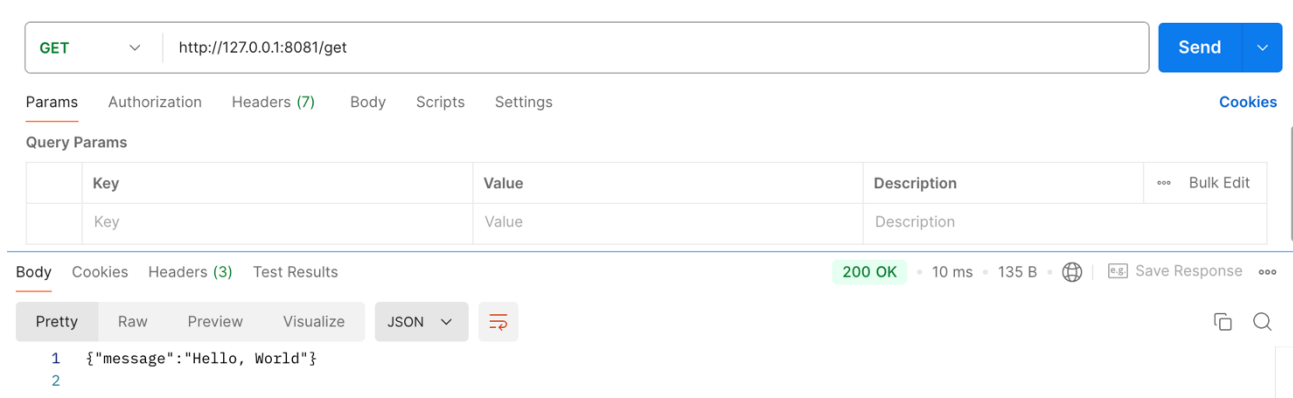 GET http://127.0.0.1:8081/get Send
Params Authorization Headers (7) Body Scripts Settings Cookies
Query Params
Key Value Description Bulk Edit
Key Value Description
Body Cookies Headers (3) Test Results 200 OK 10 ms 135 B e.g. Save Response
Pretty Raw Preview Visualize JSON
1 {"message":"Hello, World"}
2